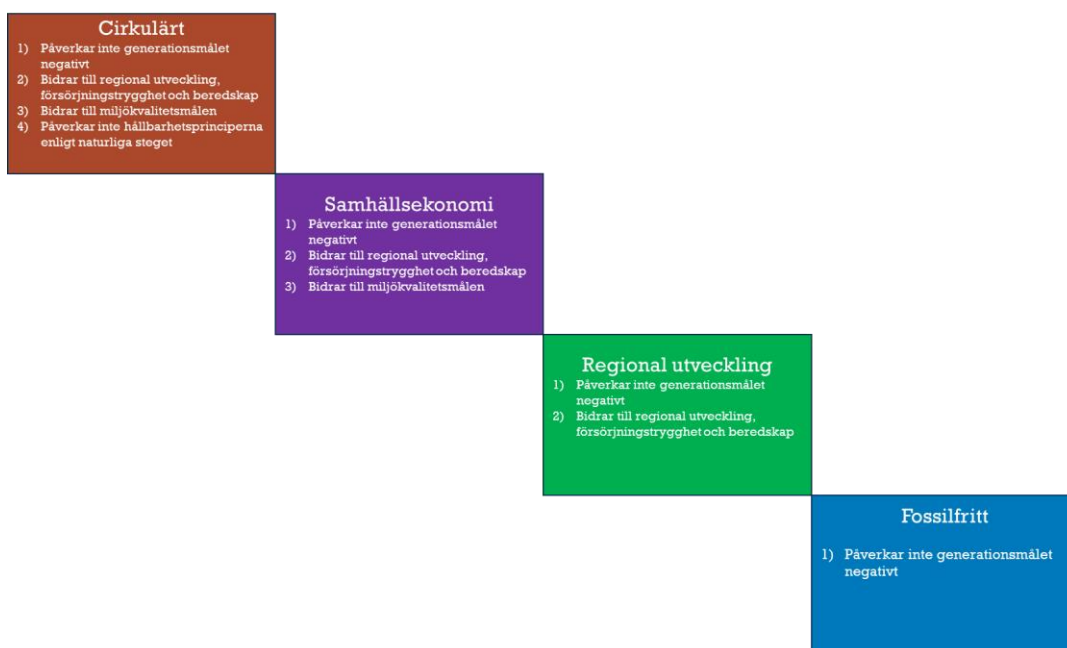 Cirkulärt
1) Påverkar inte generationsmålet
negativt
2) Bidrar till regional utveckling,
försörjningstrygghet och beredskap
3) Bidrar till miljökvalitetsmålen
4) Påverkar inte hållbarhetsprinciperna
enligt naturliga steget
Samhällsekonomi
1) Påverkar inte generationsmålet
negativt
2) Bidrar till regional utveckling,
försörjningstrygghet och beredskap
3) Bidrar till miljökvalitetsmålen
Regional utveckling
1) Påverkar inte generationsmålet
negativt
2) Bidrar till regional utveckling,
försörjningstrygghet och beredskap
Fossilfritt
1) Påverkar inte generationsmålet
negativt